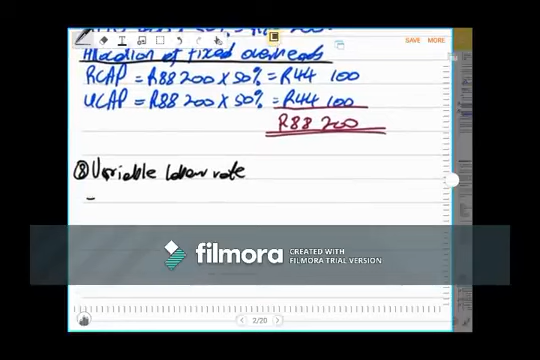 SAVE MORE
Allocation of fixed overheads
RCAP = R88 200 x 50% = R44 100
UCAP = R88 200 x 50% = R44 100
R88 200
⑧ Variable labour rate
=
filmora CREATED WITH FILMORA TRIAL VERSION
2/20